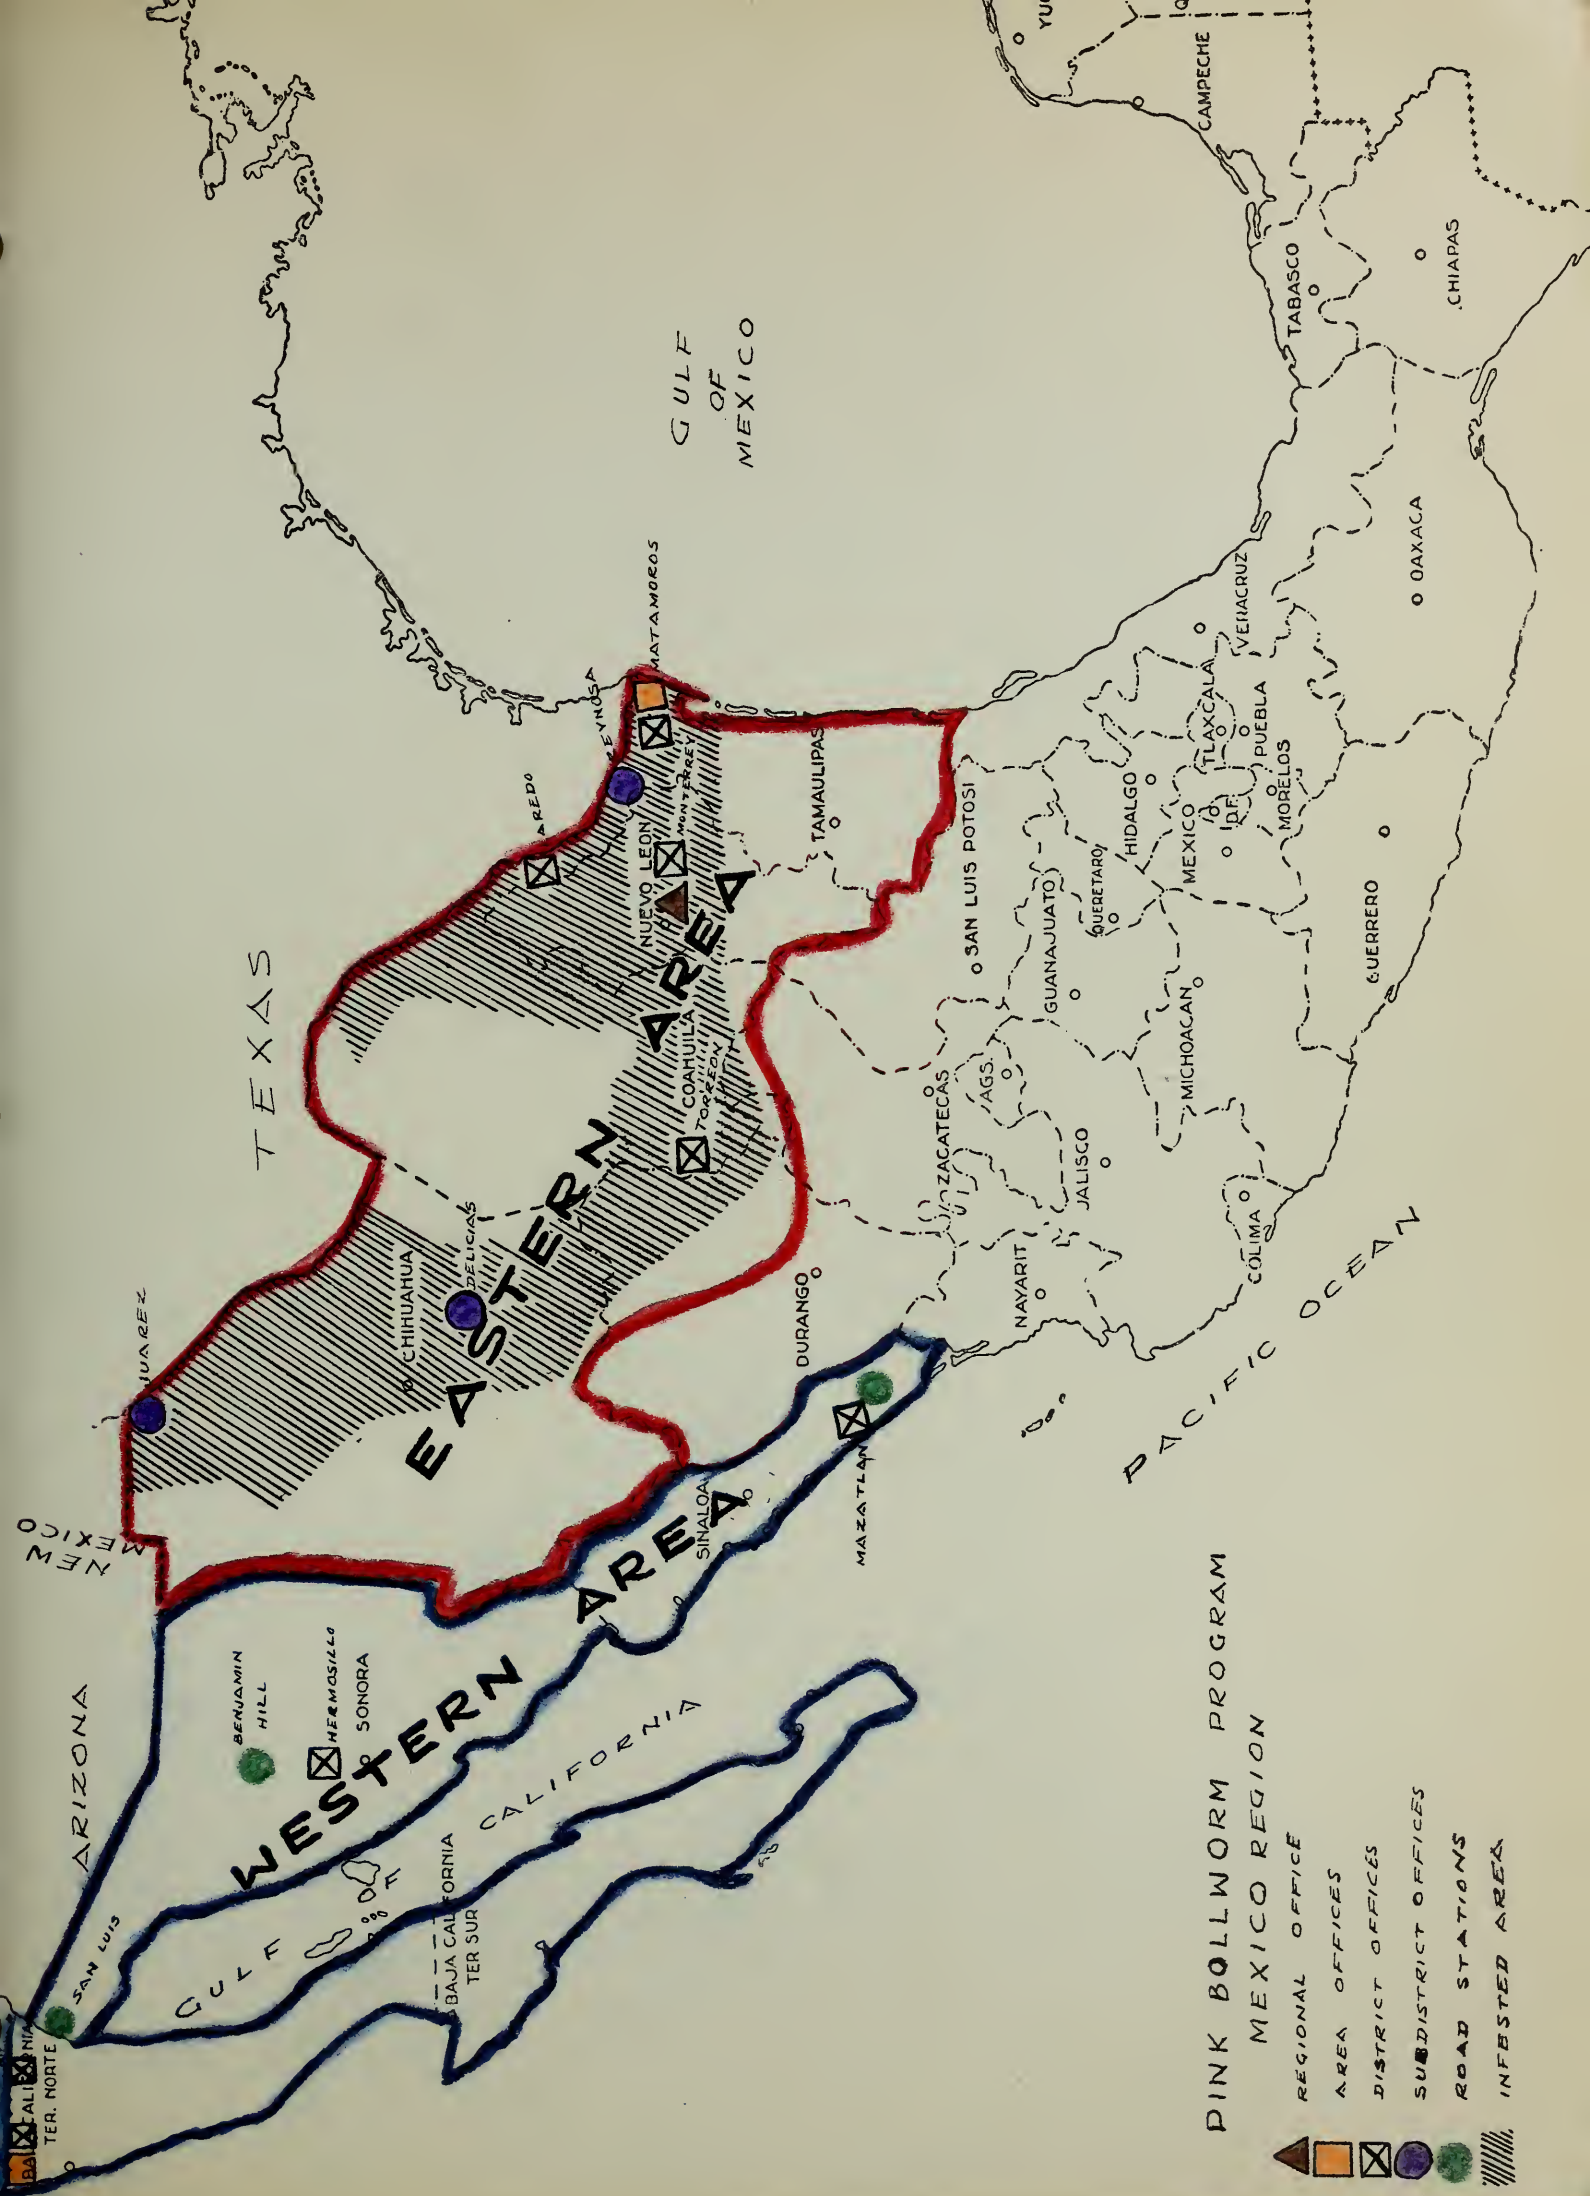 PINK BOLLWORM PROGRAM
MEXICO REGION
REGIONAL OFFICE
AREA OFFICES
DISTRICT OFFICES
SUBDISTRICT OFFICES
ROAD STATIONS
INFESTED AREA
ARIZONA
NEW
MEXICO
TEXAS
GULF
OF
MEXICO
GULF
OF
CALIFORNIA
PACIFIC OCEAN
WESTERN AREA
EASTERN AREA
TER. NORTE
SAN LUIS
BAJA CALIFORNIA
TER SUR
BENJAMIN
HILL
HERMOSILLO
SONORA
SINALOA
MAZATLAN
JUAREZ
CHIHUAHUA
DELICIAS
DURANGO
COAHUILA
TORREON
NUEVO LEON
MONTERREY
REYNOSA
MATAMOROS
TAMAULIPAS
SAN LUIS POTOSI
ZACATECAS
AGS.
NAYARIT
JALISCO
COLIMA
GUANAJUATO
QUERETARO
HIDALGO
MICHOACAN
MEXICO
D.F.
TLAXCALA
PUEBLA
MORELOS
VERACRUZ
GUERRERO
OAXACA
TABASCO
CHIAPAS
CAMPECHE